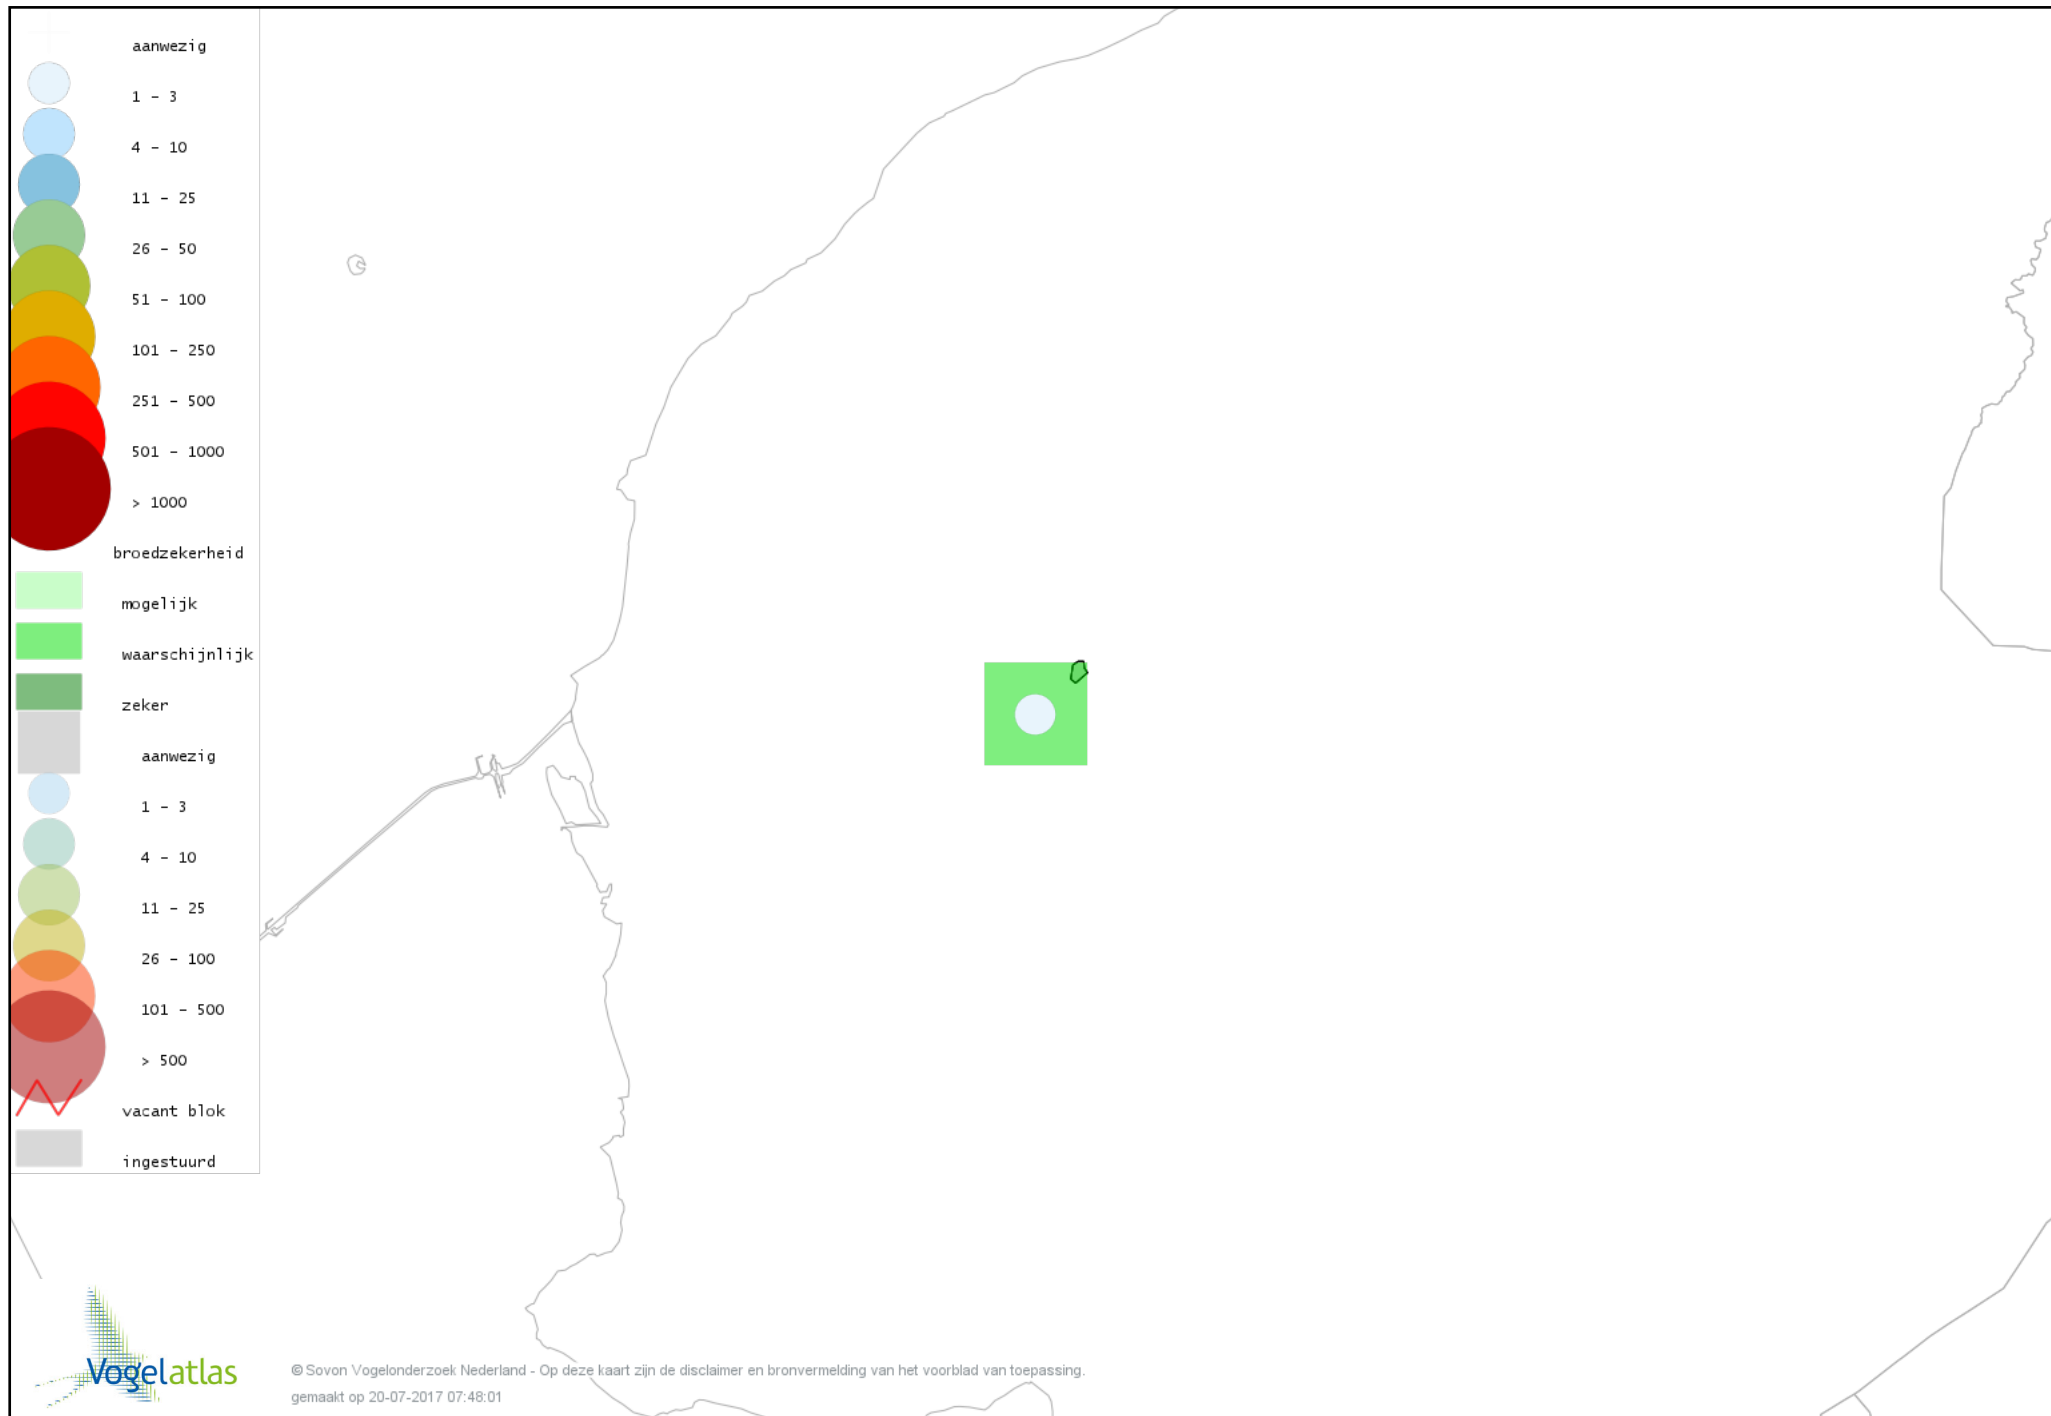 aanwezig
1 - 3
4 - 10
11 - 25
26 - 50
51 - 100
101 - 250
251 - 500
501 - 1000
> 1000
broedzekerheid
mogelijk
waarschijnlijk
zeker
aanwezig
1 - 3
4 - 10
11 - 25
26 - 100
101 - 500
> 500
vacant blok
ingestuurd
Vogelatlas
© Sovon Vogelonderzoek Nederland - Op deze kaart zijn de disclaimer en bronvermelding van het voorblad van toepassing.
gemaakt op 20-07-2017 07:48:01